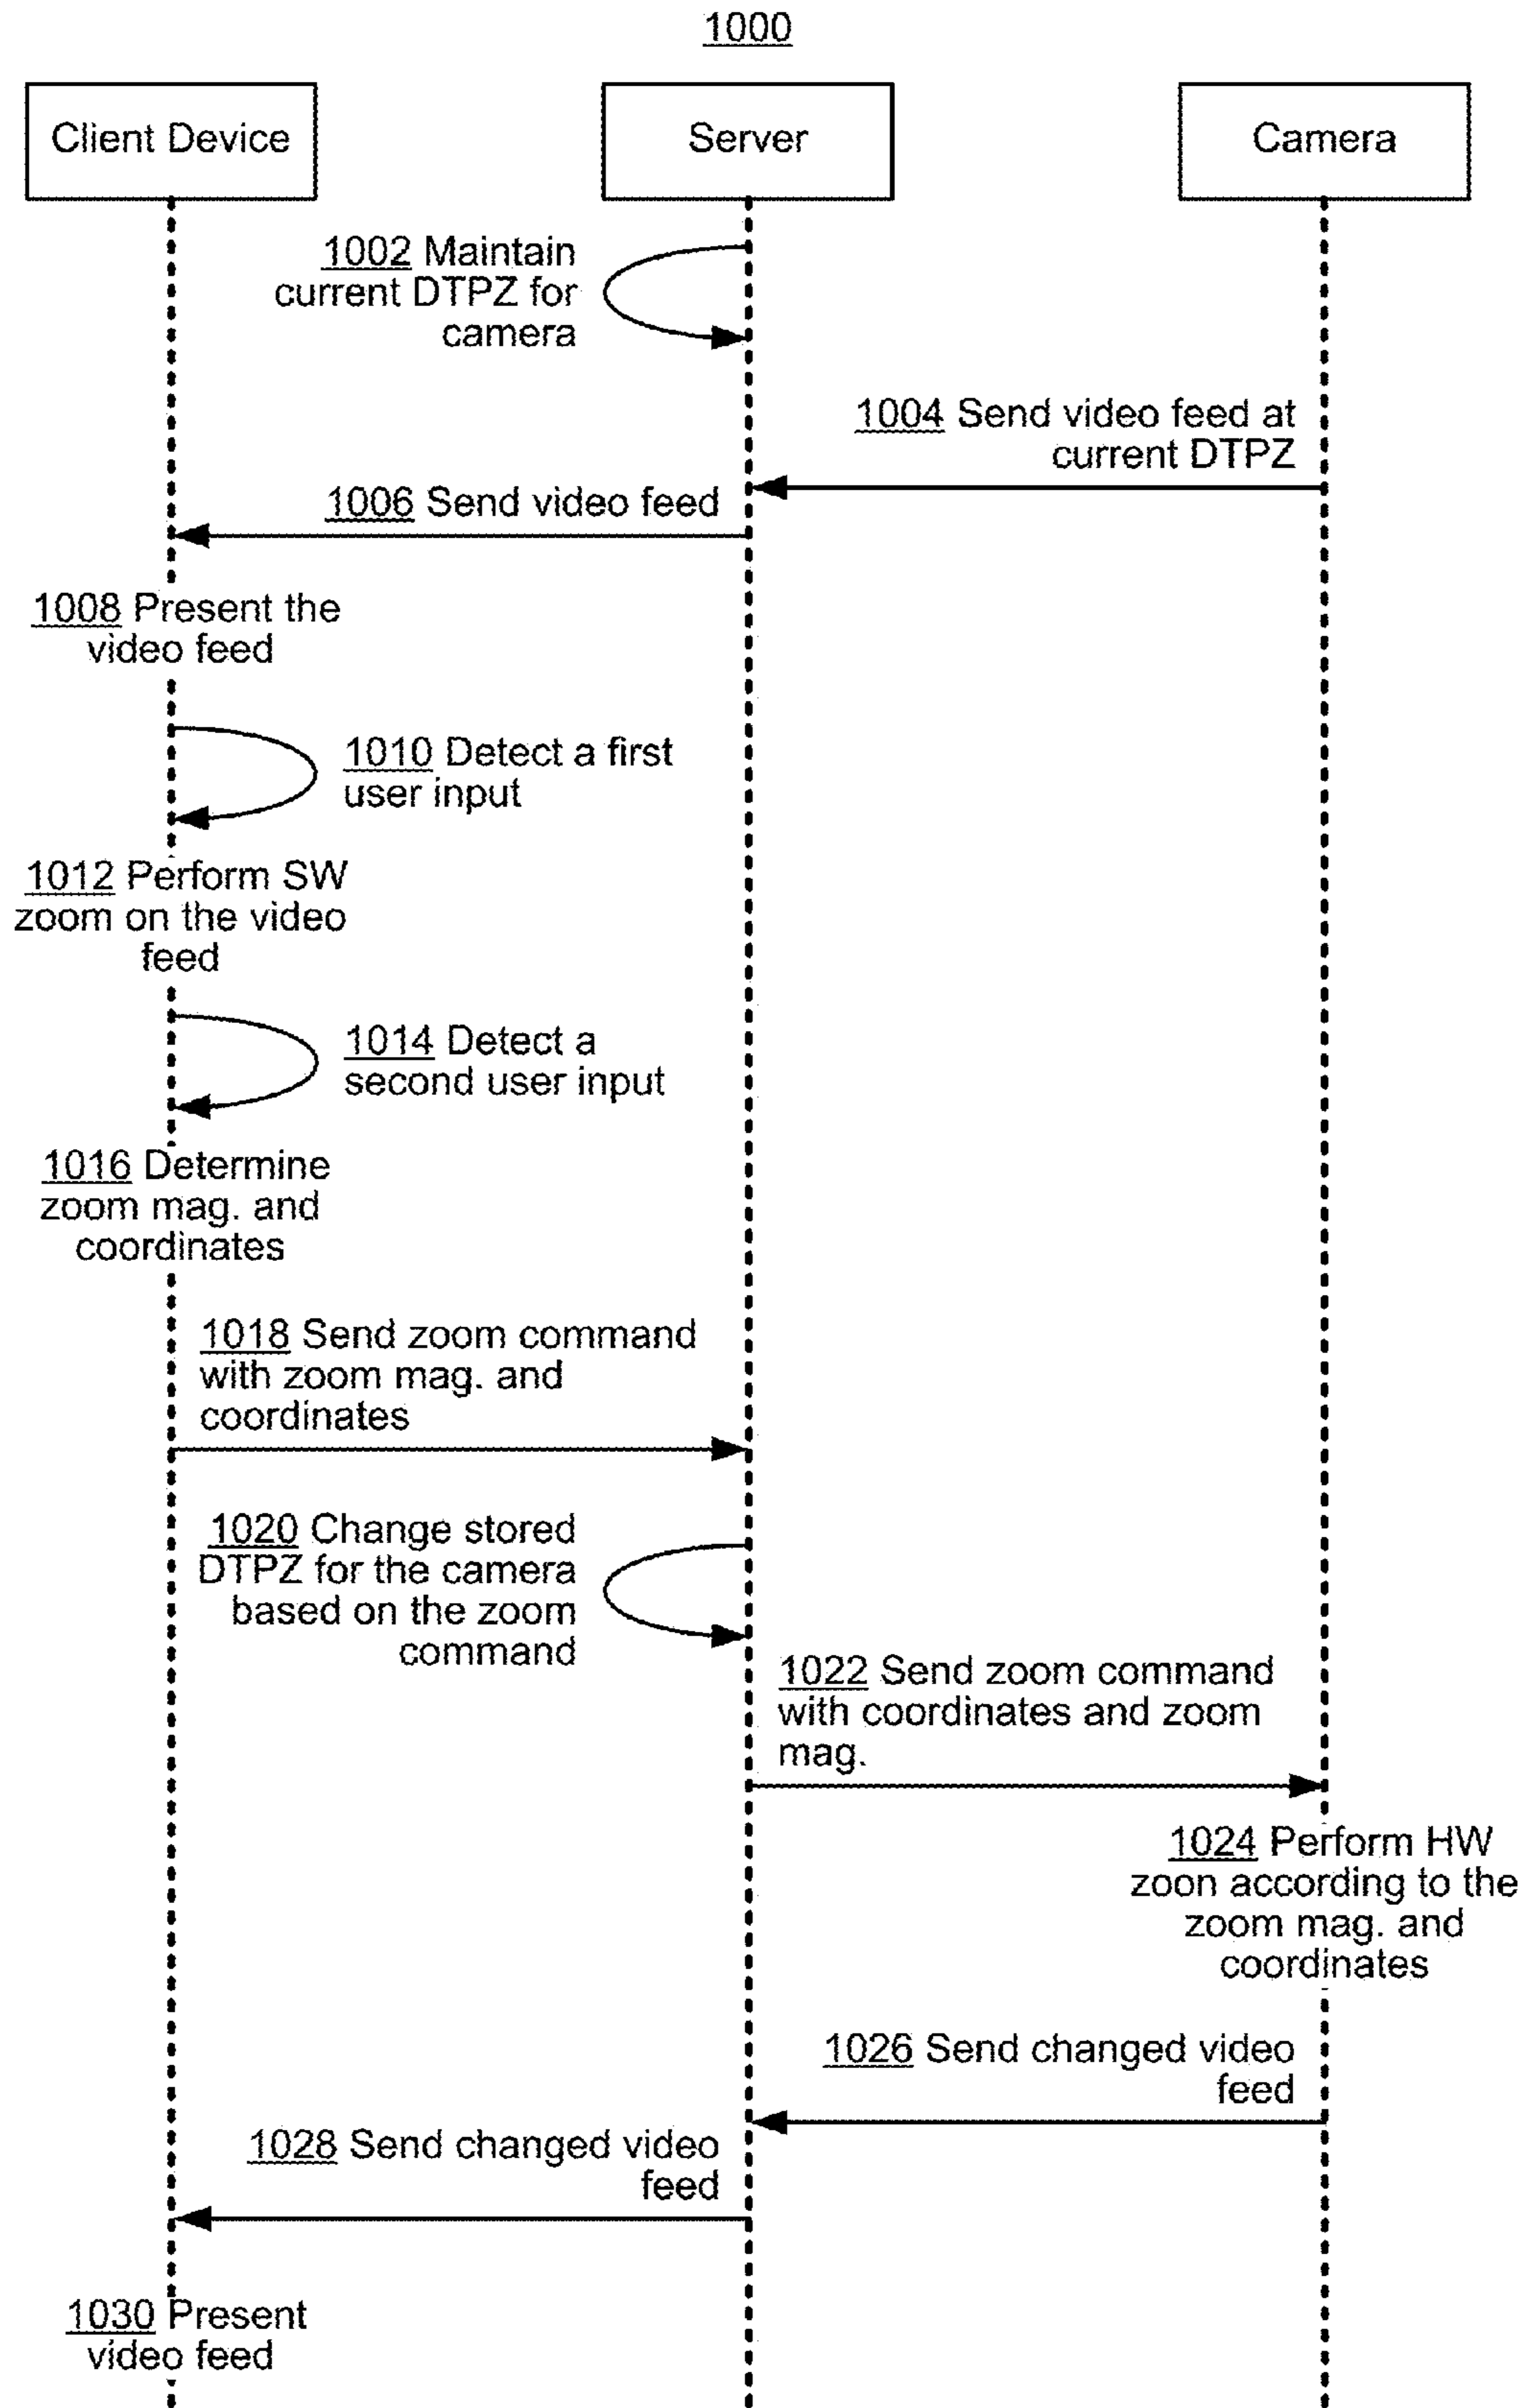 1000
Client Device
Server
Camera
1002 Maintain
current DTPZ for
camera
1004 Send video feed at
current DTPZ
1006 Send video feed
1008 Present the
video feed
1010 Detect a first
user input
1012 Perform SW
zoom on the video
feed
1014 Detect a
second user input
1016 Determine
zoom mag. and
coordinates
1018 Send zoom command
with zoom mag. and
coordinates
1020 Change stored
DTPZ for the camera
based on the zoom
command
1022 Send zoom command
with coordinates and zoom
mag.
1024 Perform HW
zoon according to the
zoom mag. and
coordinates
1026 Send changed video
feed
1028 Send changed video
feed
1030 Present
video feed